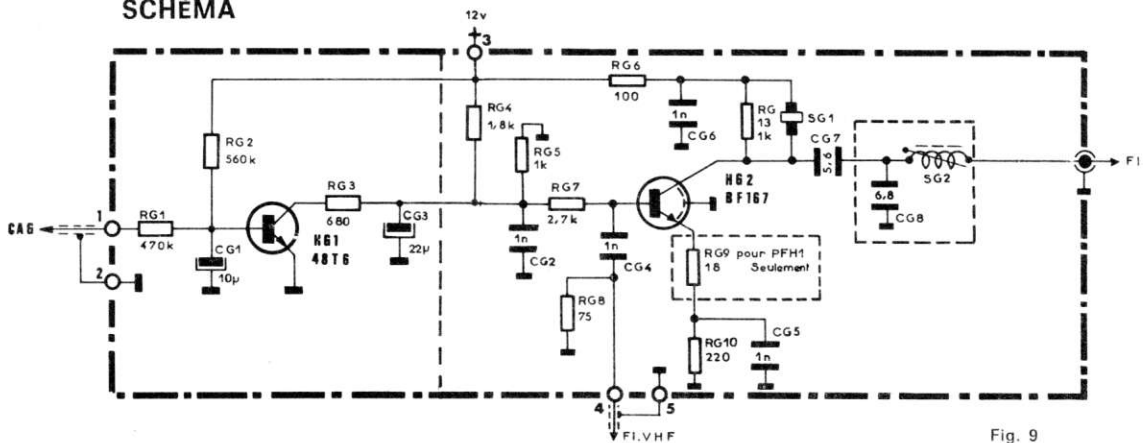 SCHÉMA
12v
+
3
RG6
100
RG4
1,8k
1n
CG6
RG
13
1k
SG1
RG2
560k
RG5
1k
CG7
5,6
HG2
BF167
SG2
FI.
RG3
680
RG7
2,7k
6,8
CG8
CAG
1
RG1
470k
CG1
10µ
HG1
48T6
CG3
22µ
1n
CG2
1n
CG4
RG9 pour PFH1
18 Seulement
2
RG8
75
RG10
220
CG5
1n
4
5
FI.VHF
Fig. 9